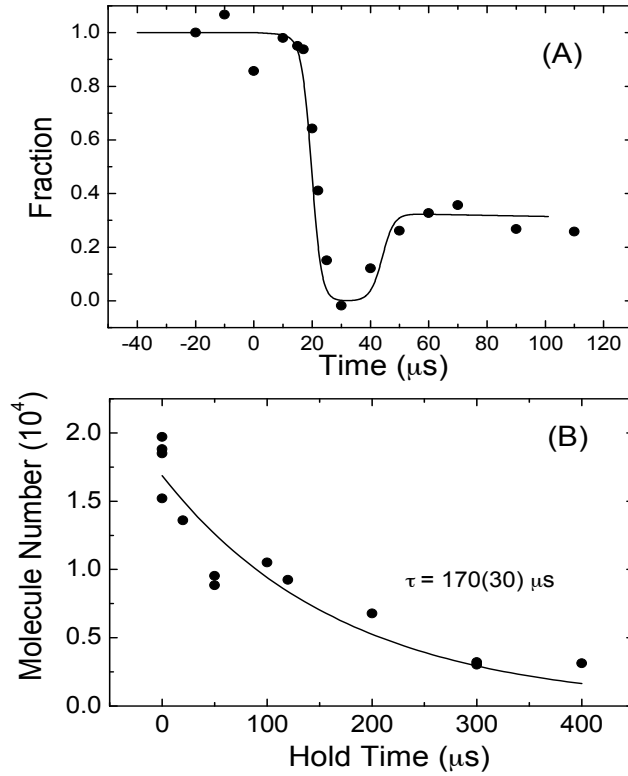 (A)
Fraction
1.0
0.8
0.6
0.4
0.2
0.0
-40 -20 0 20 40 60 80 100 120
Time (μs)
(B)
Molecule Number (10⁴)
2.0
1.5
1.0
0.5
0.0
τ = 170(30) μs
0 100 200 300 400
Hold Time (μs)